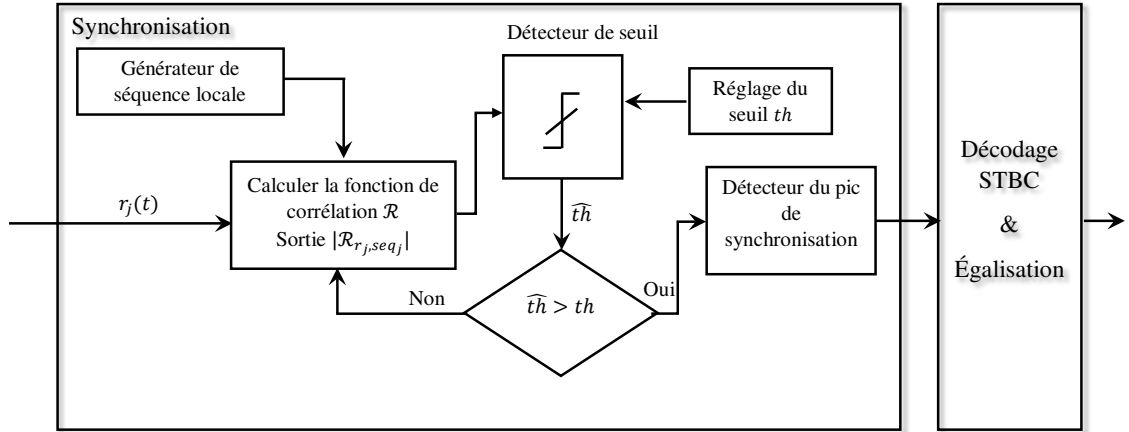 Synchronisation
Générateur de
séquence locale
Détecteur de seuil
Réglage du
seuil th
r_j(t)
Calculer la fonction de
corrélation ℛ
Sortie |ℛ_{r_j,seq_j}|
t̂h
Détecteur du pic
de
synchronisation
Non
t̂h > th
Oui
Décodage
STBC
&
Égalisation